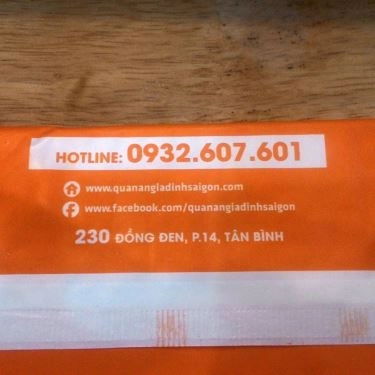 HOTLINE: 0932.607.601
www.quanangiadinhsaigon.com
www.facebook.com/quanangiadinhsaigon
230 ĐỒNG ĐEN, P.14, TÂN BÌNH